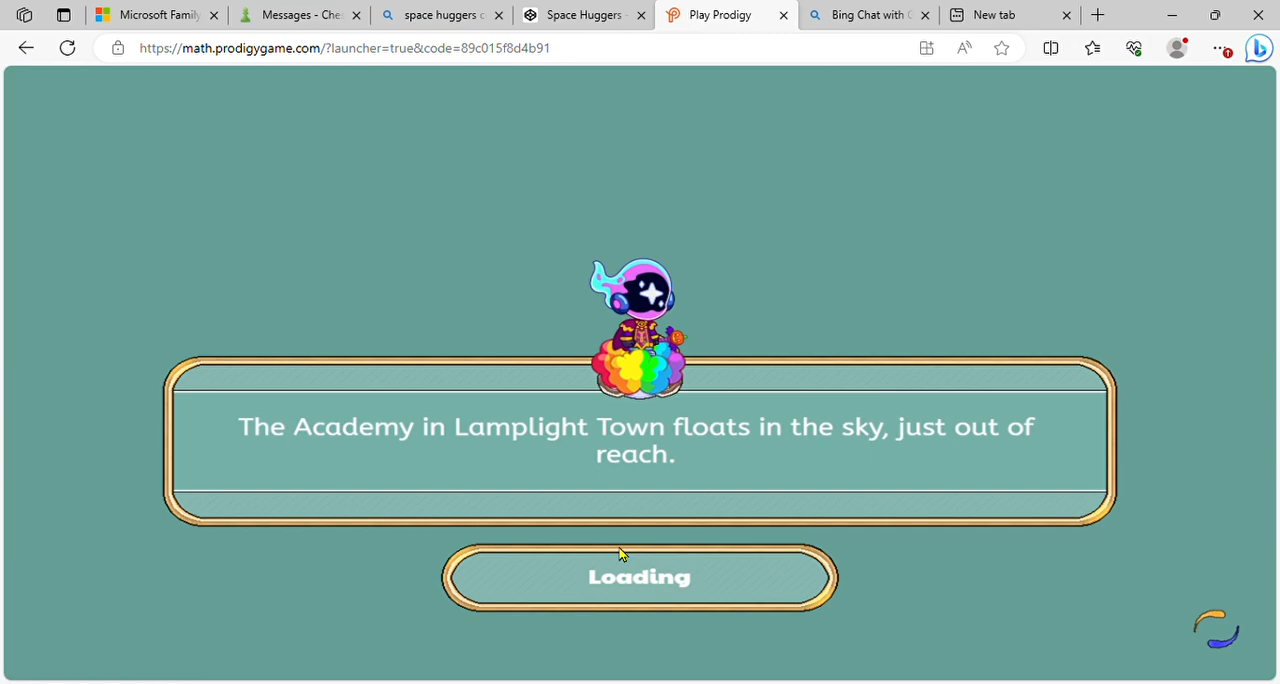 Microsoft Family
Messages - Ches
space huggers c
Space Huggers -
Play Prodigy
Bing Chat with G
New tab
https://math.prodigygame.com/?launcher=true&code=89c015f8d4b91
The Academy in Lamplight Town floats in the sky, just out of
reach.
Loading